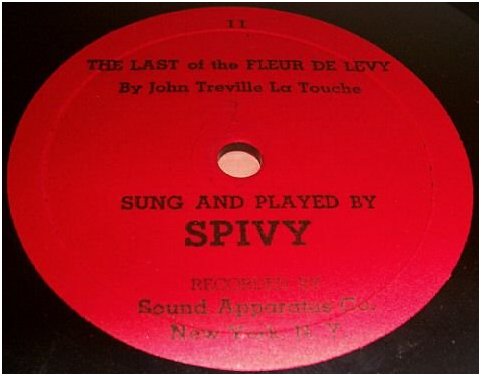 II
THE LAST of the FLEUR DE LEVY
By John Treville La Touche
SUNG AND PLAYED BY
SPIVY
RECORDED BY
Sound Apparatus Co.
New York, N. Y.